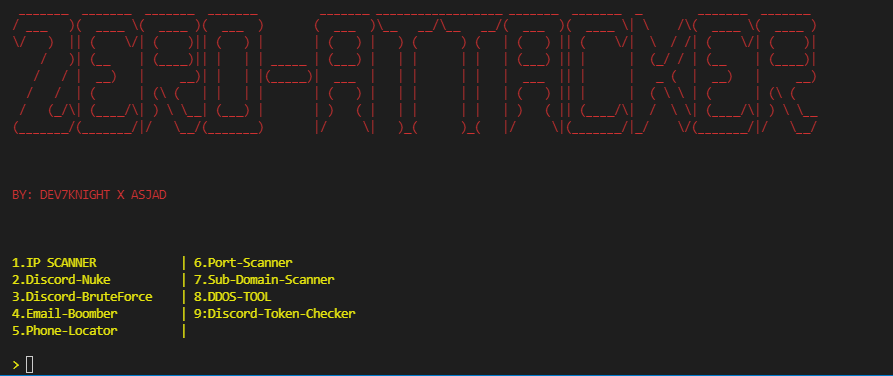 ZERO-ATTACKER
BY: DEV7KNIGHT X ASJAD
1.IP SCANNER | 6.Port-Scanner
2.Discord-Nuke | 7.Sub-Domain-Scanner
3.Discord-BruteForce | 8.DDOS-TOOL
4.Email-Boomber | 9:Discord-Token-Checker
5.Phone-Locator |
>